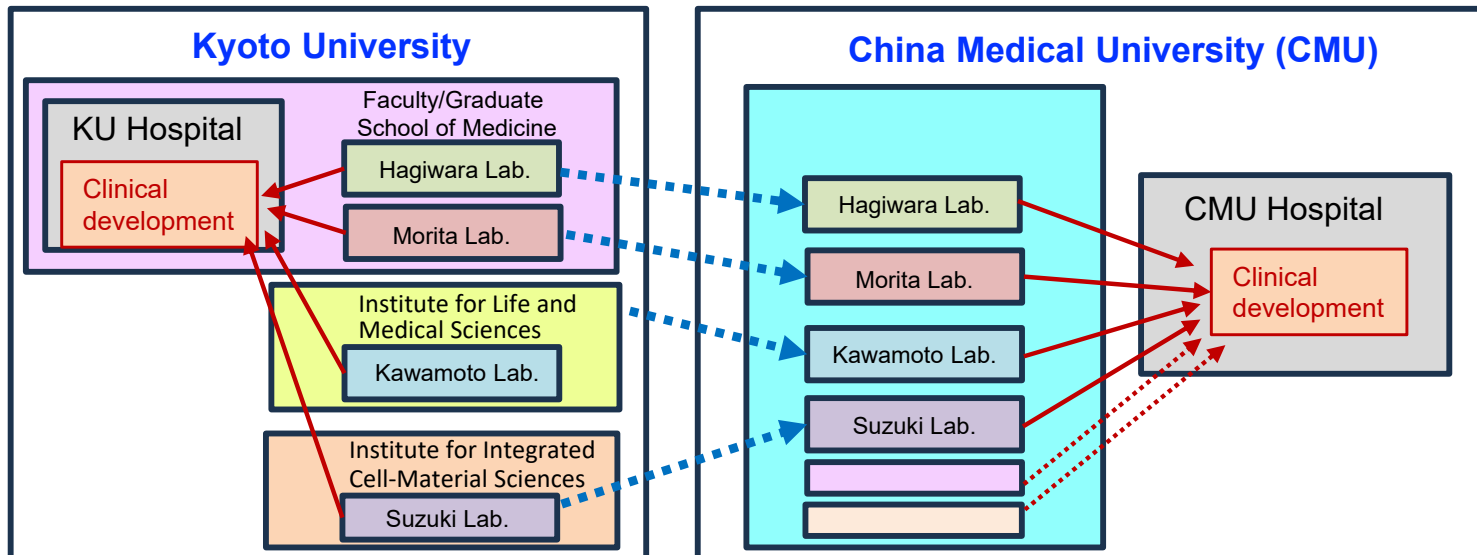 Kyoto University
Faculty/Graduate
School of Medicine
KU Hospital
Clinical
development
Hagiwara Lab.
Morita Lab.
Institute for Life and
Medical Sciences
Kawamoto Lab.
Institute for Integrated
Cell-Material Sciences
Suzuki Lab.
China Medical University (CMU)
Hagiwara Lab.
Morita Lab.
Kawamoto Lab.
Suzuki Lab.
CMU Hospital
Clinical
development